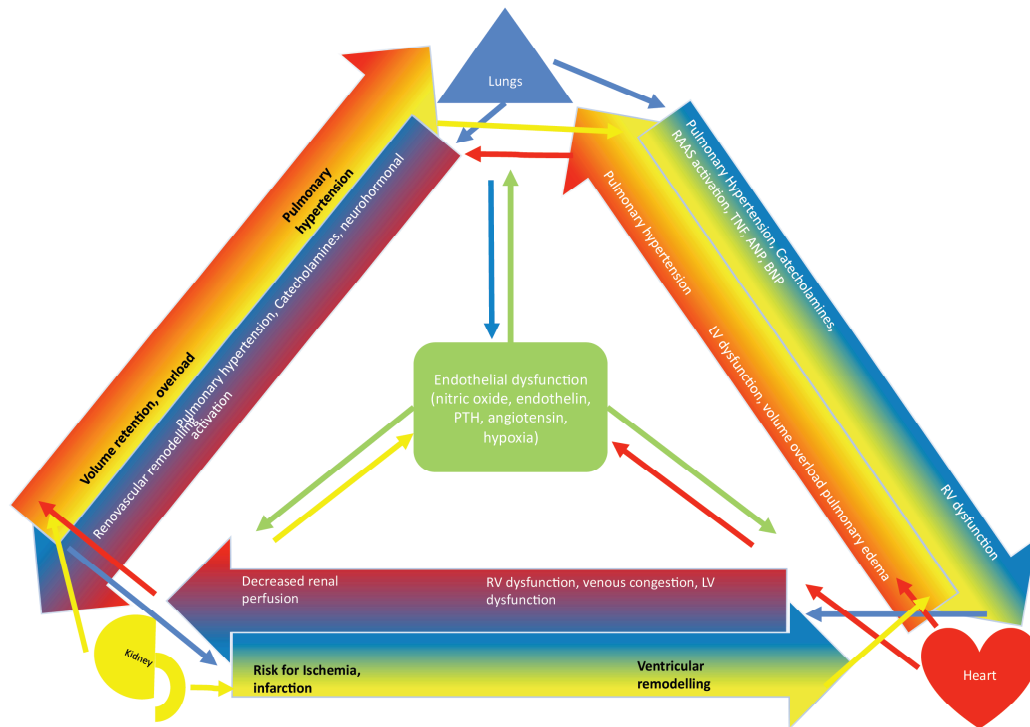 Lungs
Pulmonary
hypertension
Volume retention, overload
Pulmonary hypertension, Catecholamines, neurohormonal
activation
Renovascular remodelling
Pulmonary Hypertension, Catecholamines,
RAAS activation, TNF, ANP, BNP
RV dysfunction
Pulmonary hypertension
LV dysfunction, volume overload pulmonary edema
Endothelial dysfunction
(nitric oxide, endothelin,
PTH, angiotensin,
hypoxia)
Decreased renal
perfusion
RV dysfunction, venous congestion, LV
dysfunction
Risk for Ischemia,
infarction
Ventricular
remodelling
Kidney
Heart